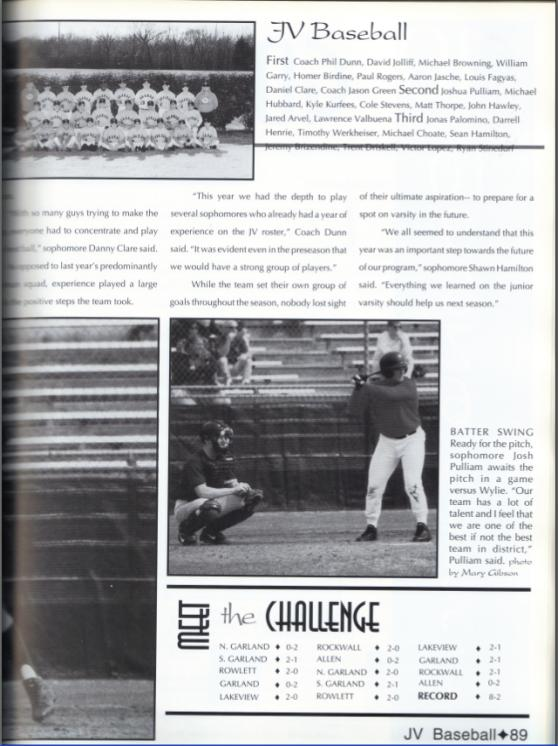 JV Baseball
First Coach Phil Dunn, David Jolliff, Michael Browning, William
Garry, Homer Birdine, Paul Rogers, Aaron Jasche, Louis Fagyas,
Daniel Clare, Coach Jason Green Second Joshua Pulliam, Michael
Hubbard, Kyle Kurfees, Cole Stevens, Matt Thorpe, John Hawley,
Jared Arvel, Lawrence Valbuena Third Jonas Palomino, Darrell
Henrie, Timothy Werkheiser, Michael Choate, Sean Hamilton,
Jeremy Brizendine, Trent Driskell, Victor Lopez, Ryan Stinedurf
so many guys trying to make the
everyone had to concentrate and play
sophomore Danny Clare said.
to last year's predominantly
squad, experience played a large
positive steps the team took.
"This year we had the depth to play
several sophomores who already had a year of
experience on the JV roster," Coach Dunn
said. "It was evident even in the preseason that
we would have a strong group of players."
While the team set their own group of
goals throughout the season, nobody lost sight
of their ultimate aspiration-- to prepare for a
spot on varsity in the future.
"We all seemed to understand that this
year was an important step towards the future
of our program," sophomore Shawn Hamilton
said. "Everything we learned on the junior
varsity should help us next season."
BATTER SWING
Ready for the pitch,
sophomore Josh
Pulliam awaits the
pitch in a game
versus Wylie. "Our
team has a lot of
talent and I feel that
we are one of the
best if not the best
team in district,"
Pulliam said. photo
by Mary Gibson
MEET the CHALLENGE
N. GARLAND ♦ 0-2
S. GARLAND ♦ 2-1
ROWLETT ♦ 2-0
GARLAND ♦ 0-2
LAKEVIEW ♦ 2-0
ROCKWALL ♦ 2-0
ALLEN ♦ 0-2
N. GARLAND ♦ 2-0
S. GARLAND ♦ 2-1
ROWLETT ♦ 2-0
LAKEVIEW ♦ 2-1
GARLAND ♦ 2-1
ROCKWALL ♦ 2-1
ALLEN ♦ 0-2
RECORD ♦ 8-2
JV Baseball✦89